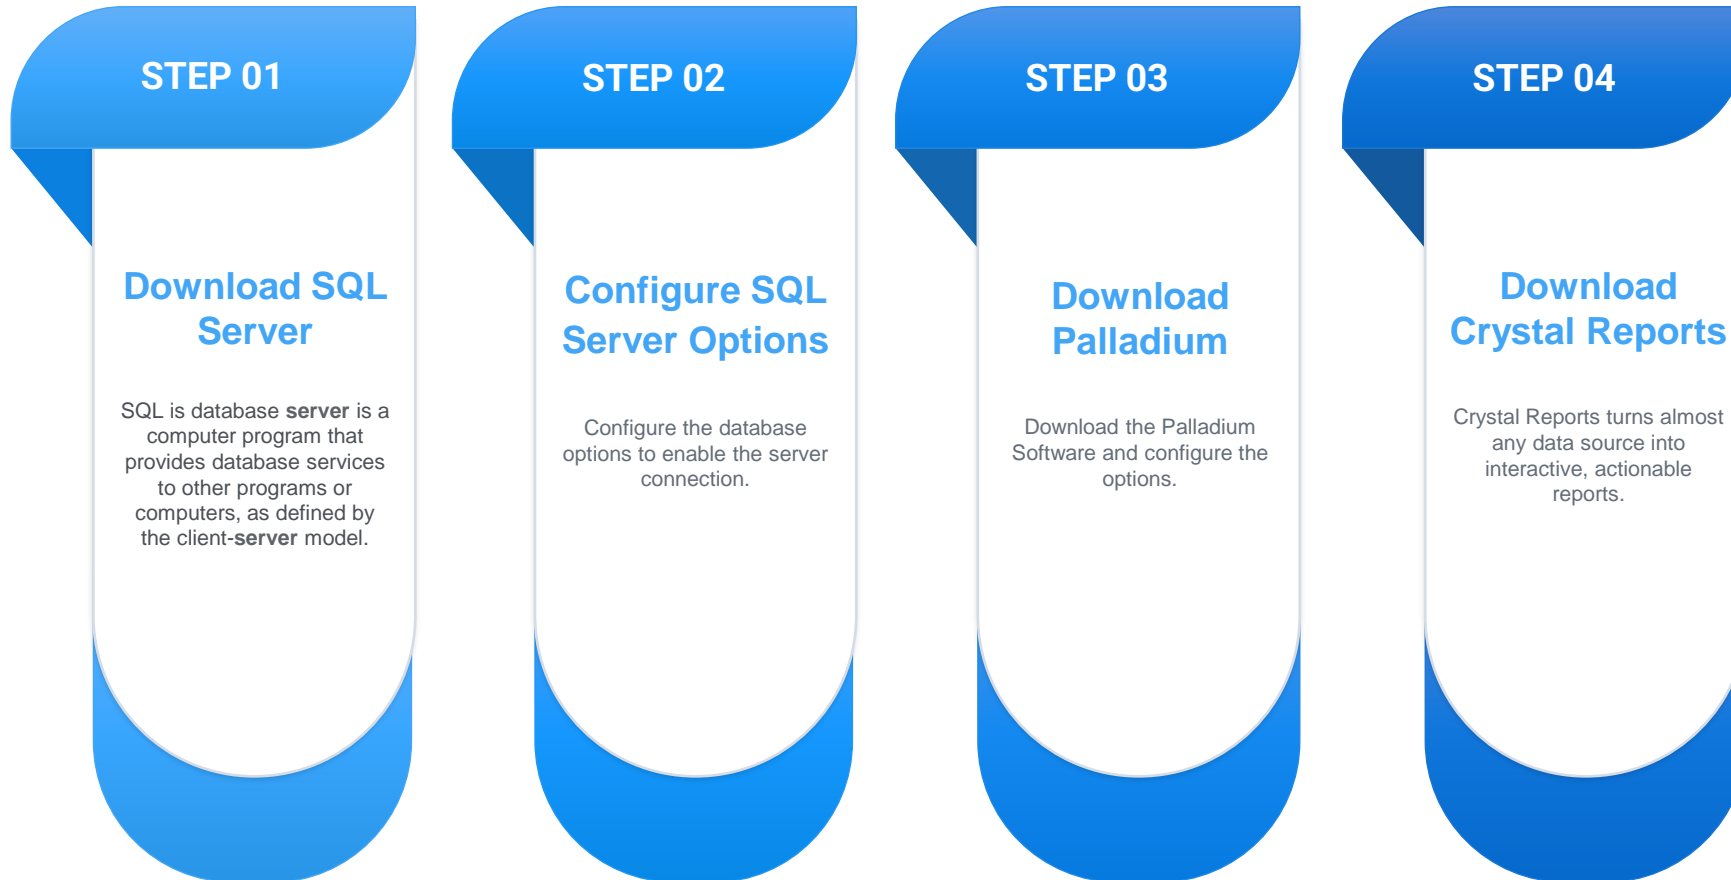 STEP 01
Download SQL
Server
SQL is database server is a
computer program that
provides database services
to other programs or
computers, as defined by
the client-server model.
STEP 02
Configure SQL
Server Options
Configure the database
options to enable the server
connection.
STEP 03
Download
Palladium
Download the Palladium
Software and configure the
options.
STEP 04
Download
Crystal Reports
Crystal Reports turns almost
any data source into
interactive, actionable
reports.